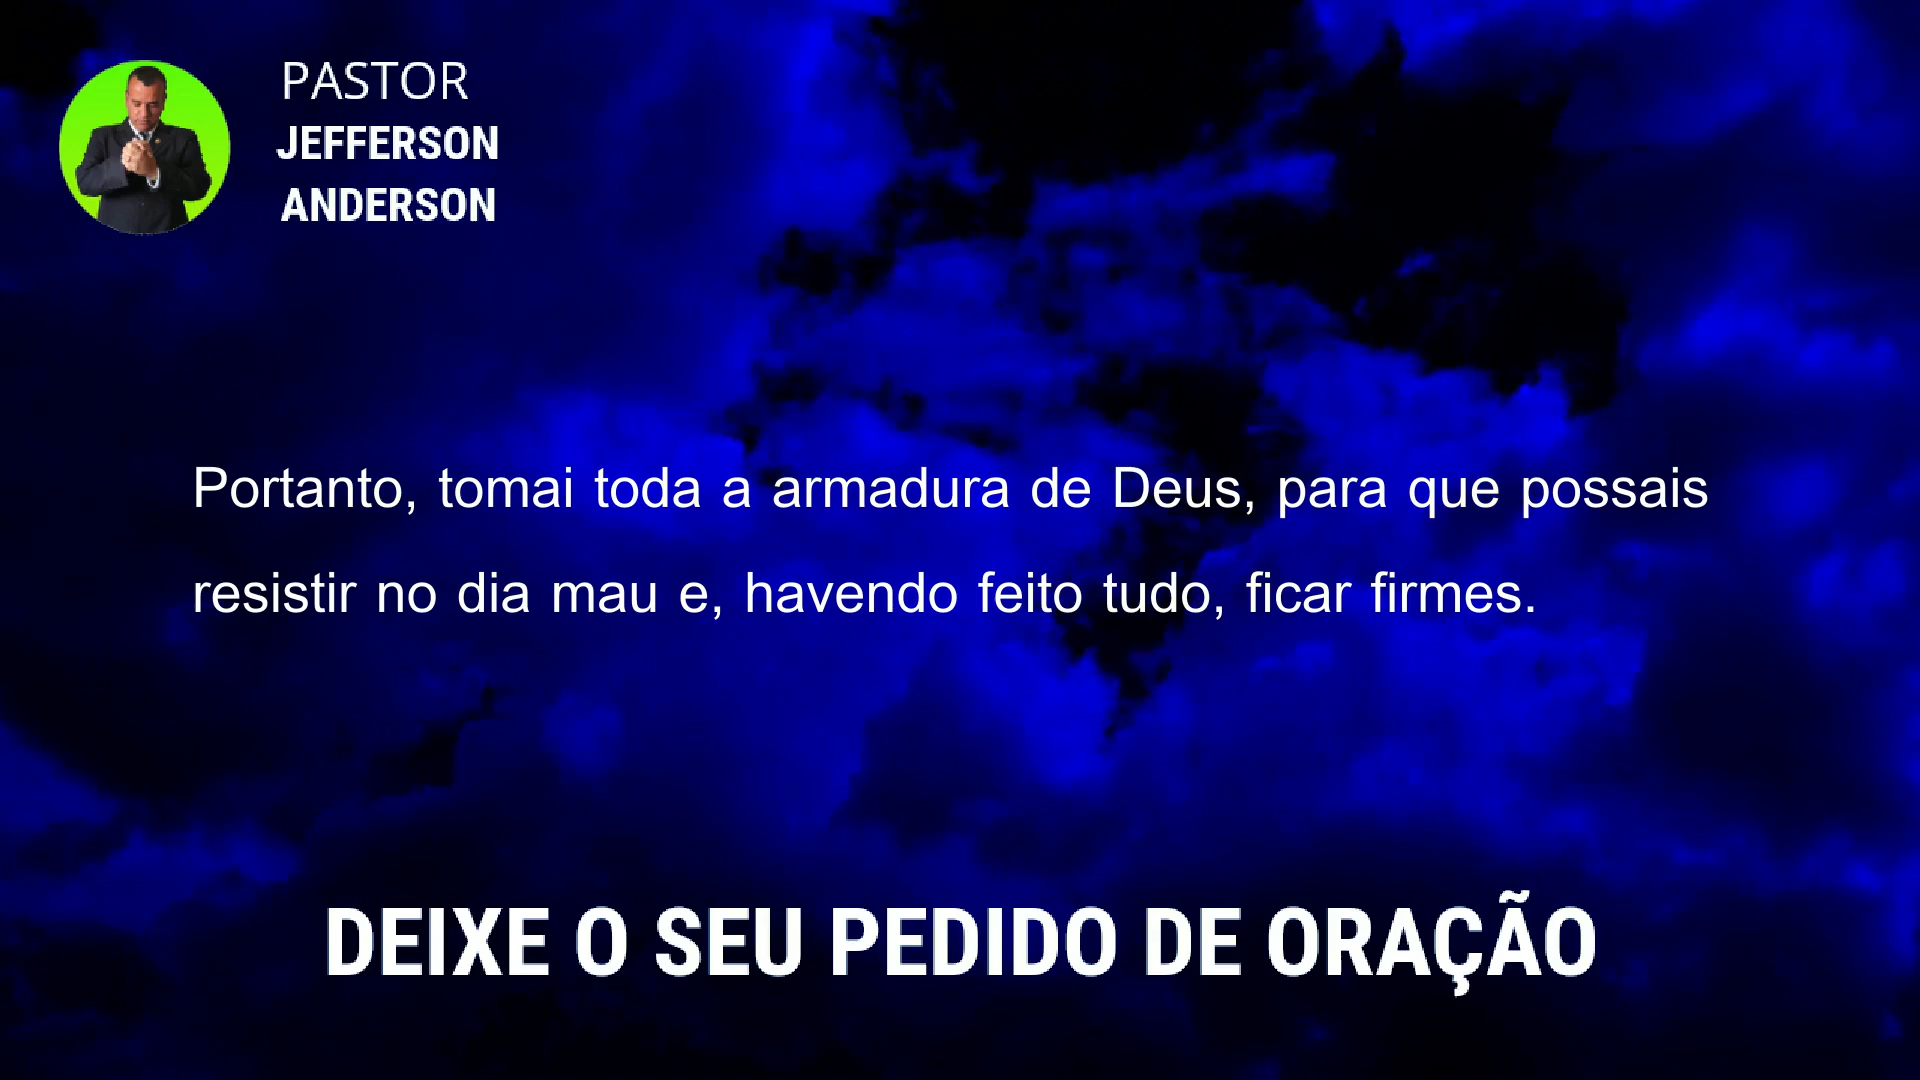 PASTOR
JEFFERSON
ANDERSON
Portanto, tomai toda a armadura de Deus, para que possais
resistir no dia mau e, havendo feito tudo, ficar firmes.
DEIXE O SEU PEDIDO DE ORAÇÃO